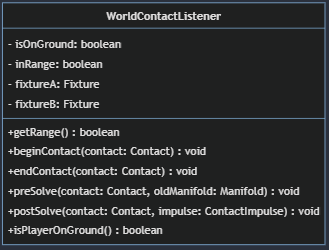 WorldContactListener
- isOnGround: boolean
- inRange: boolean
- fixtureA: Fixture
- fixtureB: Fixture
+getRange() : boolean
+beginContact(contact: Contact) : void
+endContact(contact: Contact) : void
+preSolve(contact: Contact, oldManifold: Manifold) : void
+postSolve(contact: Contact, impulse: ContactImpulse) : void
+isPlayerOnGround() : boolean